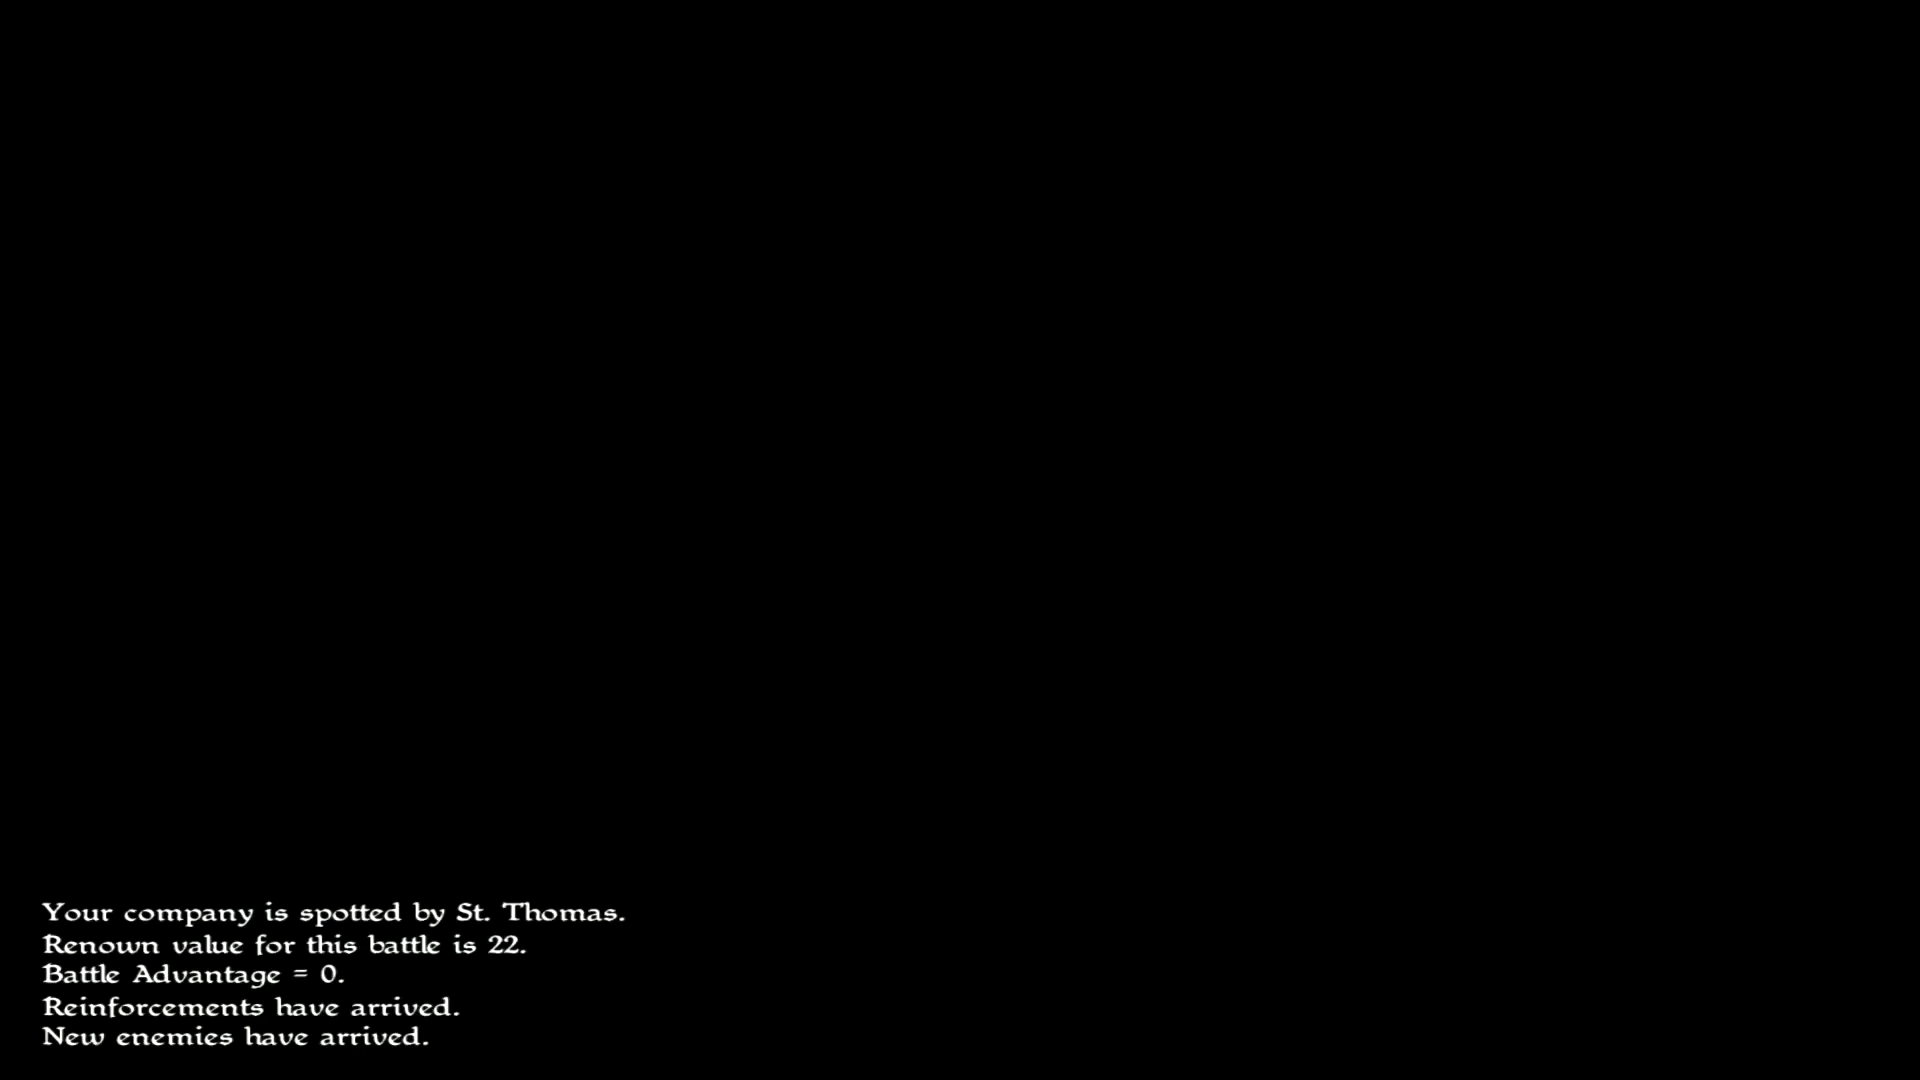 Your company is spotted by St. Thomas.
Renown value for this battle is 22.
Battle Advantage = 0.
Reinforcements have arrived.
New enemies have arrived.